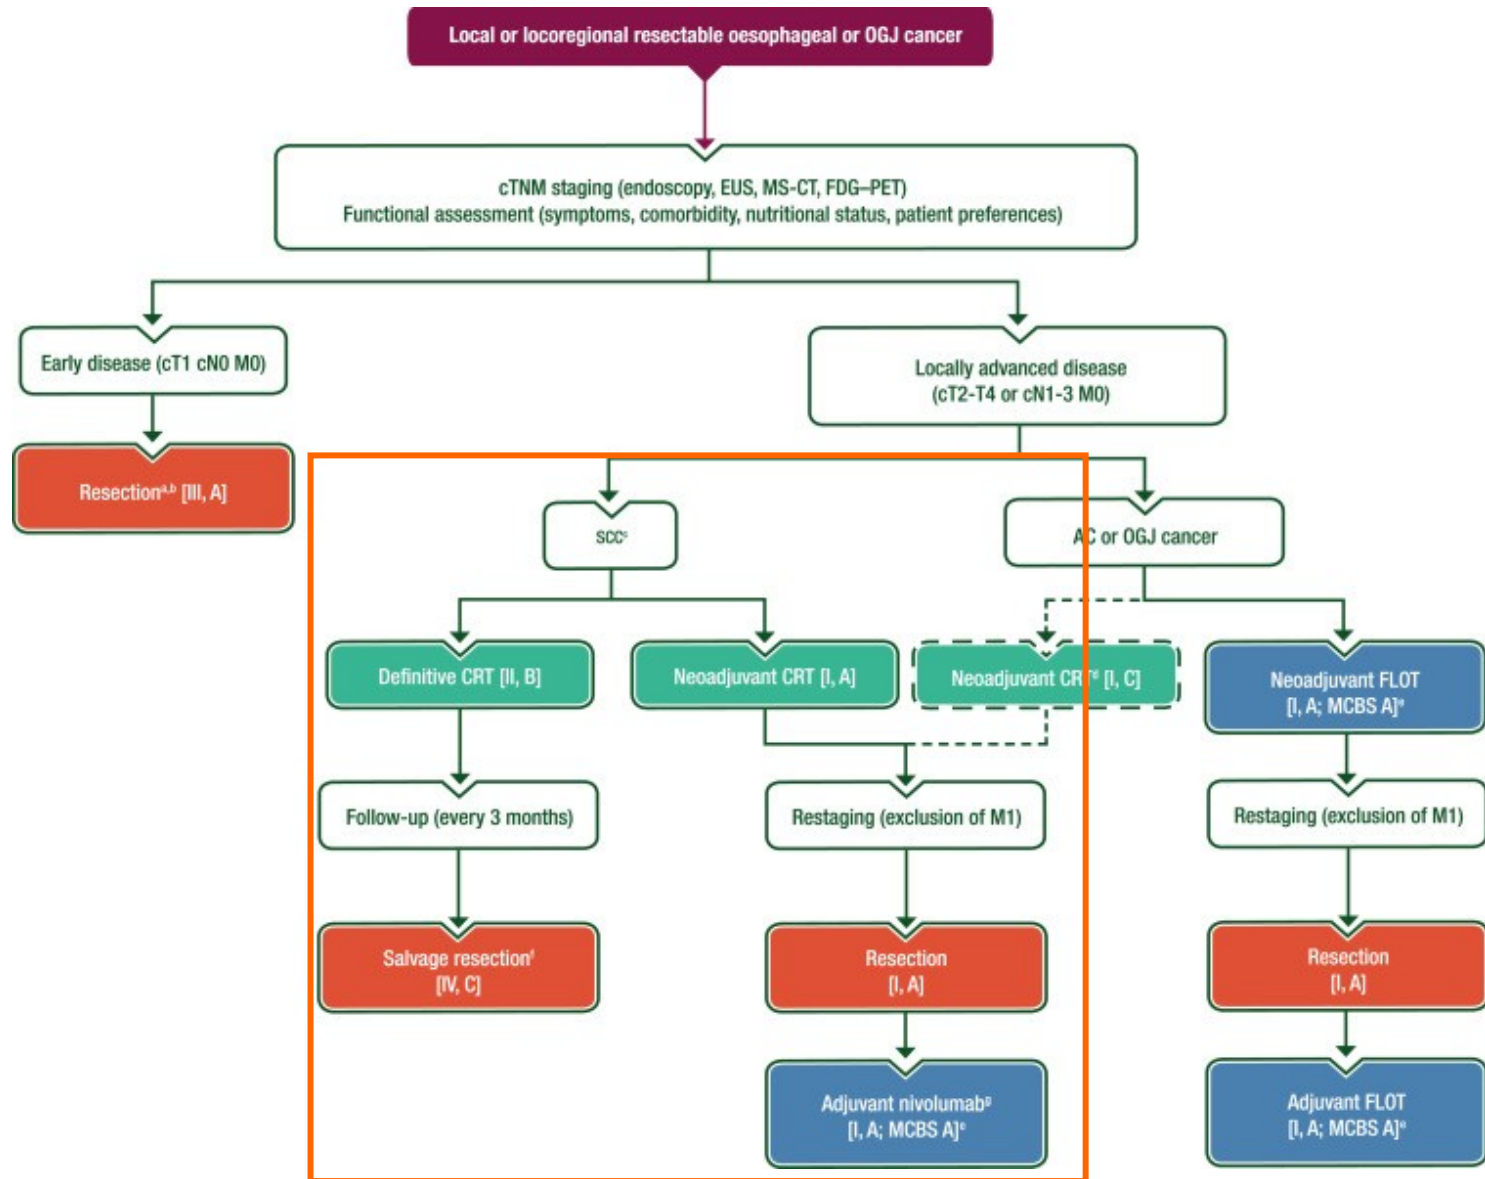 Local or locoregional resectable oesophageal or OGJ cancer
cTNM staging (endoscopy, EUS, MS-CT, FDG–PET)
Functional assessment (symptoms, comorbidity, nutritional status, patient preferences)
Early disease (cT1 cN0 M0)
Locally advanced disease
(cT2-T4 or cN1-3 M0)
Resectionᵃ,ᵇ [III, A]
SCCᶜ
AC or OGJ cancer
Definitive CRT [II, B]
Neoadjuvant CRT [I, A]
Neoadjuvant CRTᵈ [I, C]
Neoadjuvant FLOT
[I, A; MCBS A]ᵉ
Follow-up (every 3 months)
Restaging (exclusion of M1)
Restaging (exclusion of M1)
Salvage resectionᶠ
[IV, C]
Resection
[I, A]
Resection
[I, A]
Adjuvant nivolumabᵍ
[I, A; MCBS A]ᵉ
Adjuvant FLOT
[I, A; MCBS A]ᵉ